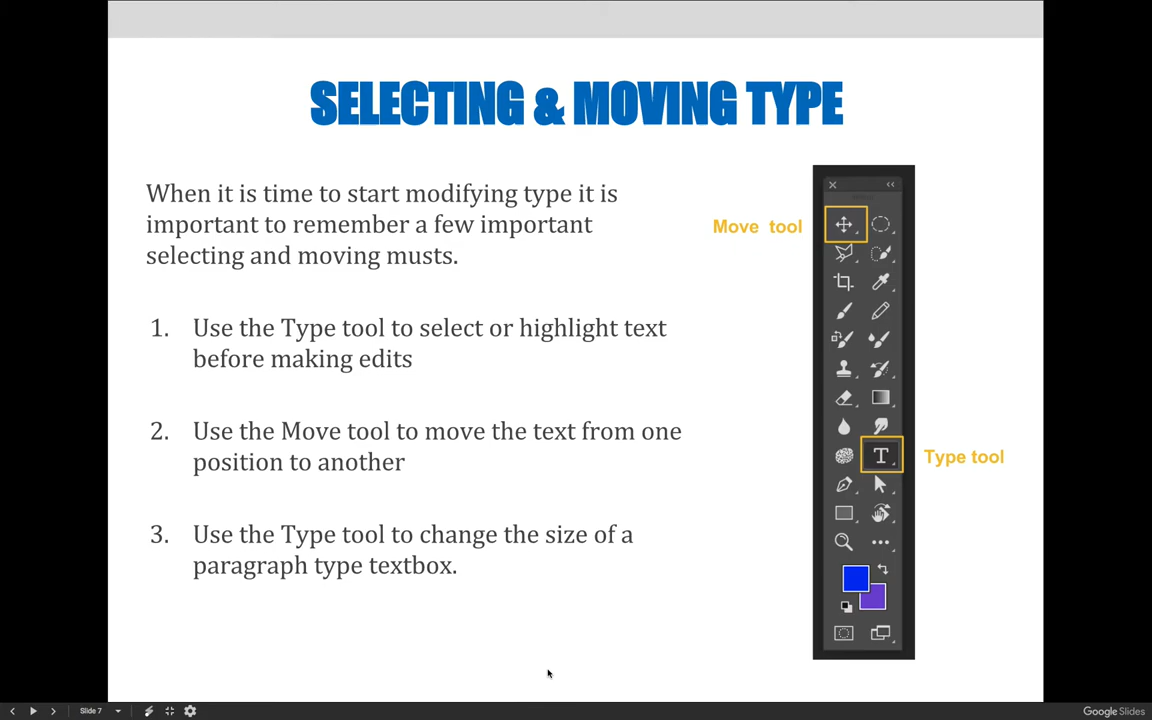 SELECTING & MOVING TYPE
When it is time to start modifying type it is
important to remember a few important
selecting and moving musts.
1. Use the Type tool to select or highlight text
before making edits
2. Use the Move tool to move the text from one
position to another
3. Use the Type tool to change the size of a
paragraph type textbox.
Move tool
Type tool
Slide 7
Google Slides